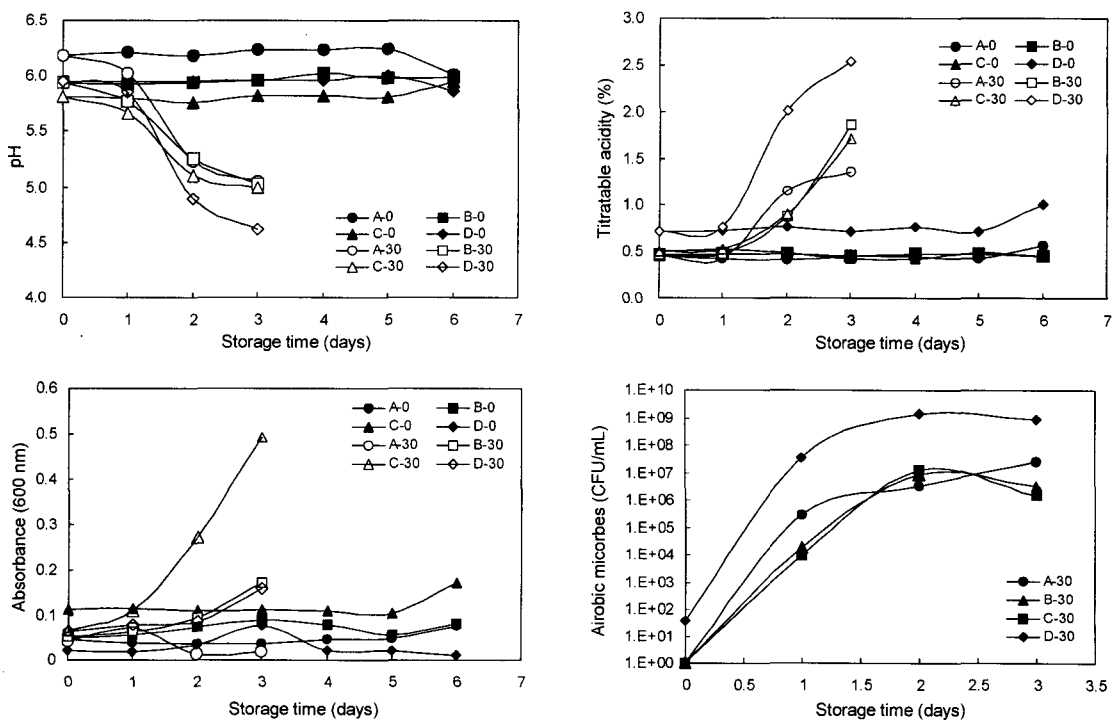 6.5
6.0
5.5
5.0
4.5
4.0
pH
0 1 2 3 4 5 6 7
Storage time (days)
A-0 B-0
C-0 D-0
A-30 B-30
C-30 D-30
3.0
2.5
2.0
1.5
1.0
0.5
0.0
Titratable acidity (%)
0 1 2 3 4 5 6 7
Storage time (days)
A-0 B-0
C-0 D-0
A-30 B-30
C-30 D-30
0.6
0.5
0.4
0.3
0.2
0.1
0
Absorbance (600 nm)
0 1 2 3 4 5 6 7
Storage time (days)
A-0 B-0
C-0 D-0
A-30 B-30
C-30 D-30
1.E+10
1.E+09
1.E+08
1.E+07
1.E+06
1.E+05
1.E+04
1.E+03
1.E+02
1.E+01
1.E+00
Airobic micorbes (CFU/mL)
0 0.5 1 1.5 2 2.5 3 3.5
Storage time (days)
A-30
B-30
C-30
D-30